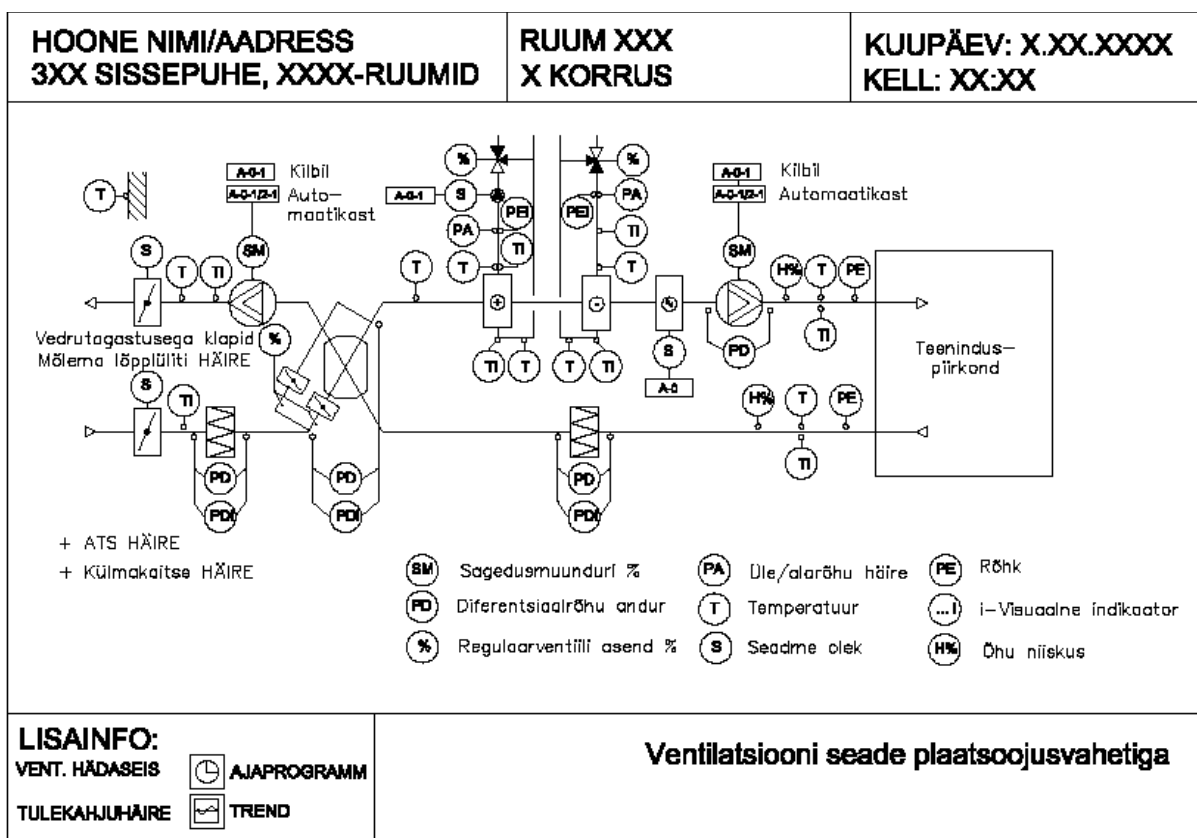 HOONE NIMI/AADRESS
3XX SISSEPUHE, XXXX-RUUMID
RUUM XXX
X KORRUS
KUUPÄEV: X.XX.XXXX
KELL: XX:XX
A-0-1 Kilbil
A-0-1/2-1 Auto-
maatikast
T
S
T
TI
SM
%
A-0-1
S
PEI
PA
TI
T
T
%
PA
PEI
TI
T
A-0-1 Kilbil
A-0-1/2-1 Automaatikast
SM
H%
T
PE
TI
PD
Vedrutagastusega klapid
Mõlema lõpplüliti HÄIRE
%
S
TI
TI
T
T
TI
S
A-0
Teenindus-
piirkond
H%
T
PE
TI
PD
PDI
PD
PDI
PD
PDI
+ ATS HÄIRE
+ Külmakaitse HÄIRE
SM Sagedusmuunduri %
PA Üle/alarõhu häire
PE Rõhk
PD Diferentsiaalrõhu andur
T Temperatuur
...I i-Visuaalne indikaator
% Regulaarventiili asend %
S Seadme olek
H% Õhu niiskus
LISAINFO:
VENT. HÄDASEIS
AJAPROGRAMM
TULEKAHJUHÄIRE
TREND
Ventilatsiooni seade plaatsoojusvahetiga